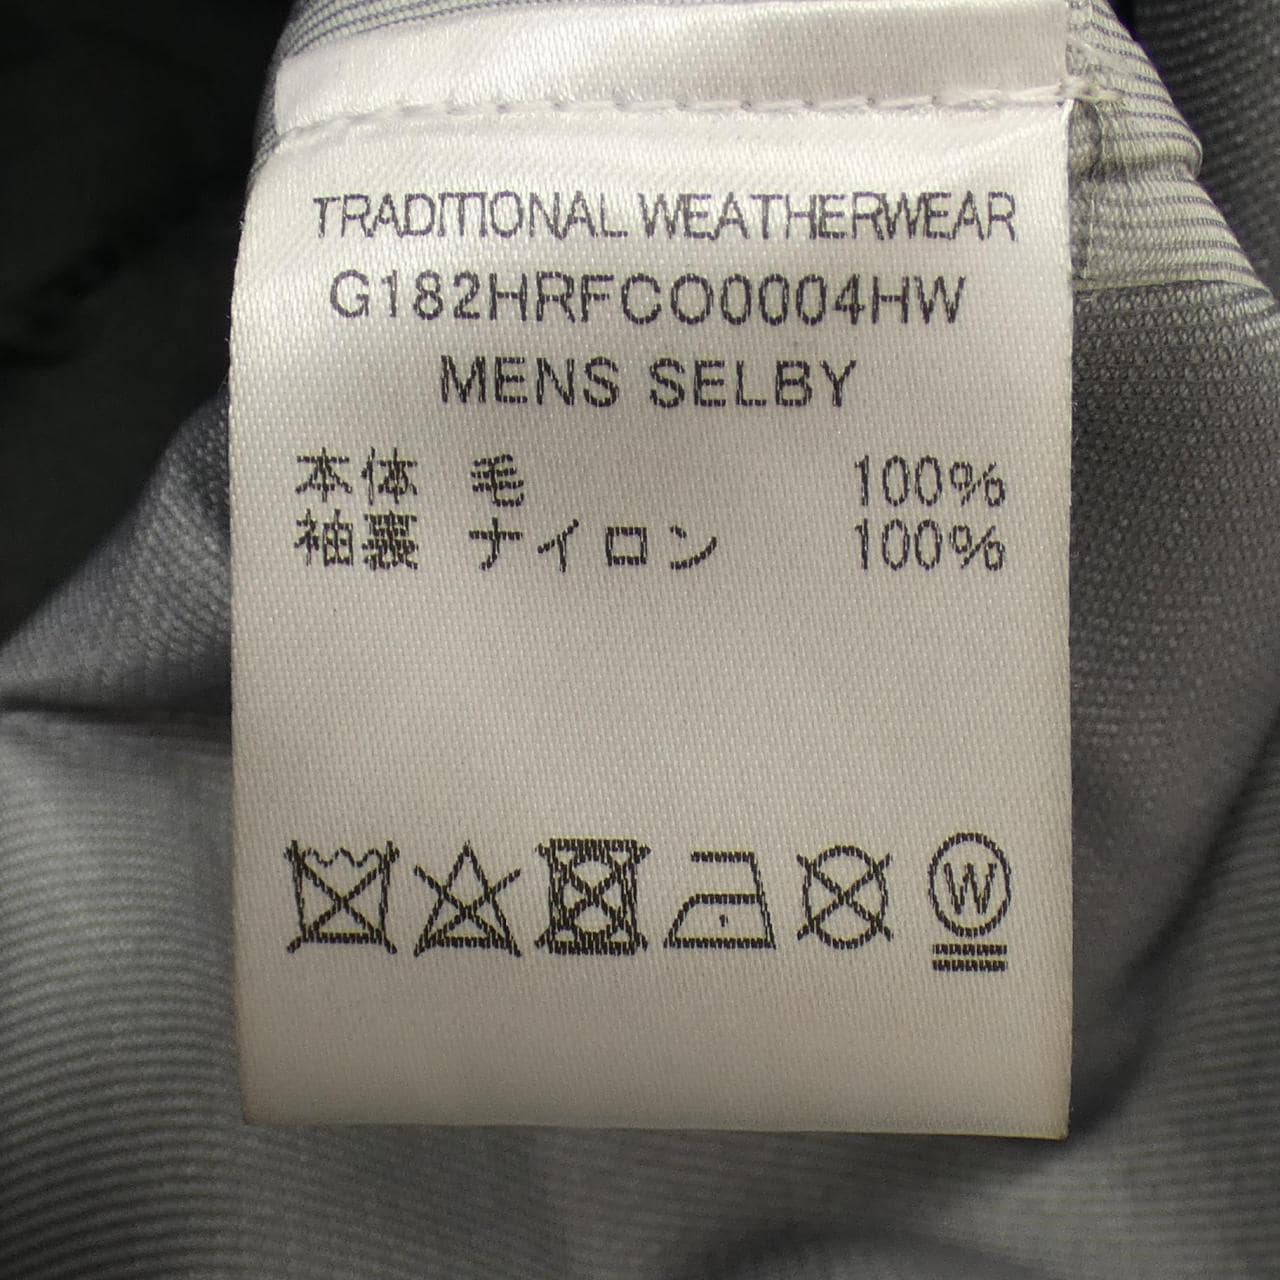 TRADITIONAL WEATHERWEAR
G182HRFCO0004HW
MENS SELBY
本体 毛 100%
袖裏 ナイロン 100%
W